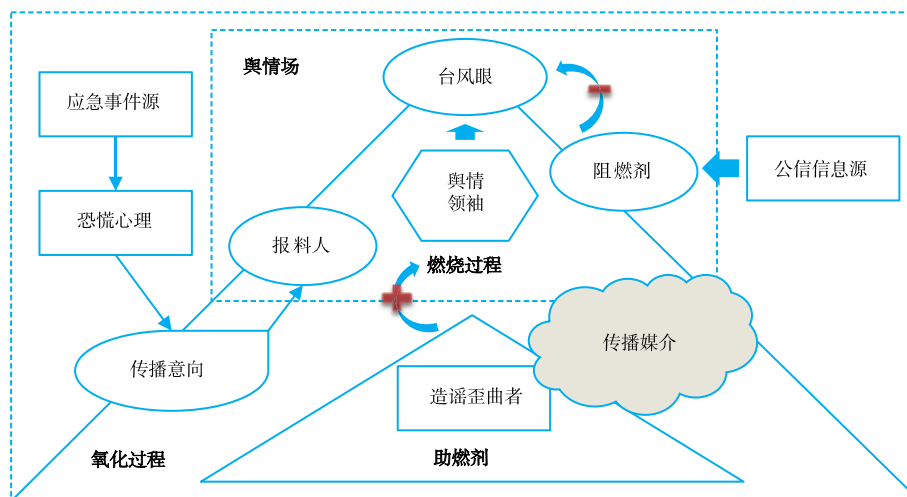 舆情场
台风眼
应急事件源
阻燃剂
公信信息源
舆情
领袖
恐慌心理
报料人
燃烧过程
传播媒介
传播意向
造谣歪曲者
氧化过程
助燃剂